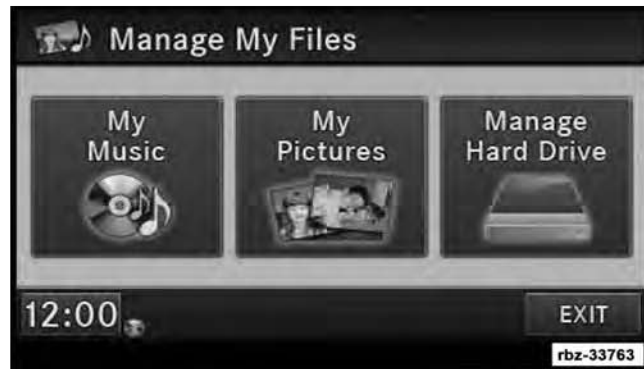 Manage My Files
My
Music
My
Pictures
Manage
Hard Drive
12:00
EXIT
rbz-33763